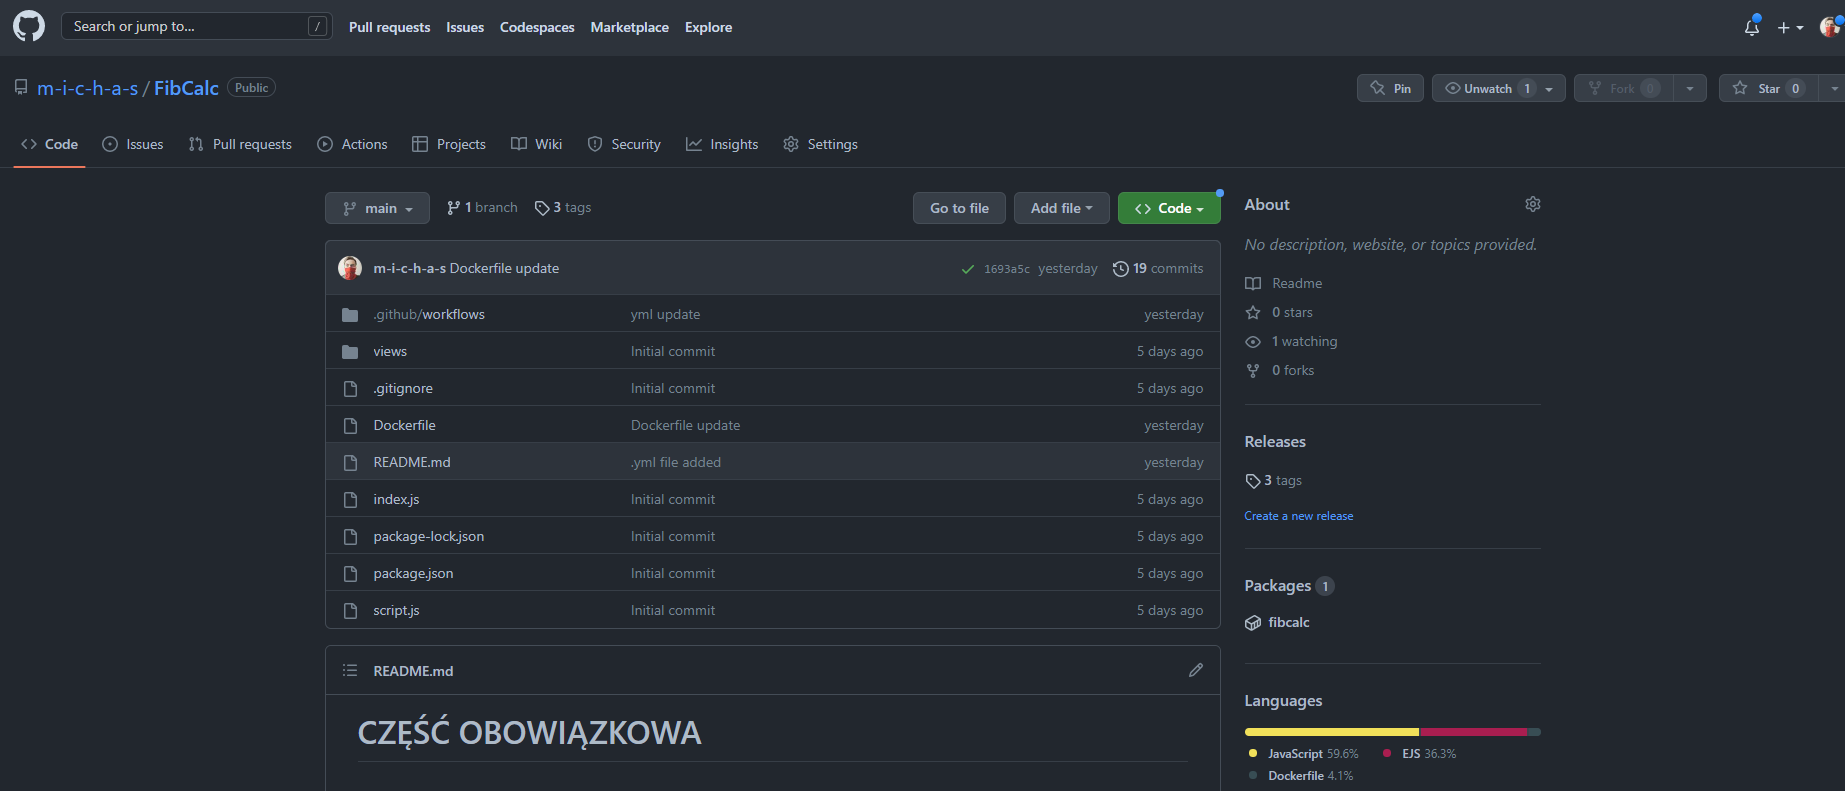 Search or jump to... /
Pull requests Issues Codespaces Marketplace Explore
m-i-c-h-a-s / FibCalc Public
Pin Unwatch 1 Fork 0 Star 0
Code Issues Pull requests Actions Projects Wiki Security Insights Settings
main 1 branch 3 tags Go to file Add file Code
m-i-c-h-a-s Dockerfile update 1693a5c yesterday 19 commits
.github/workflows yml update yesterday
views Initial commit 5 days ago
.gitignore Initial commit 5 days ago
Dockerfile Dockerfile update yesterday
README.md .yml file added yesterday
index.js Initial commit 5 days ago
package-lock.json Initial commit 5 days ago
package.json Initial commit 5 days ago
script.js Initial commit 5 days ago
README.md
CZĘŚĆ OBOWIĄZKOWA
About
No description, website, or topics provided.
Readme
0 stars
1 watching
0 forks
Releases
3 tags
Create a new release
Packages 1
fibcalc
Languages
JavaScript 59.6% EJS 36.3%
Dockerfile 4.1%